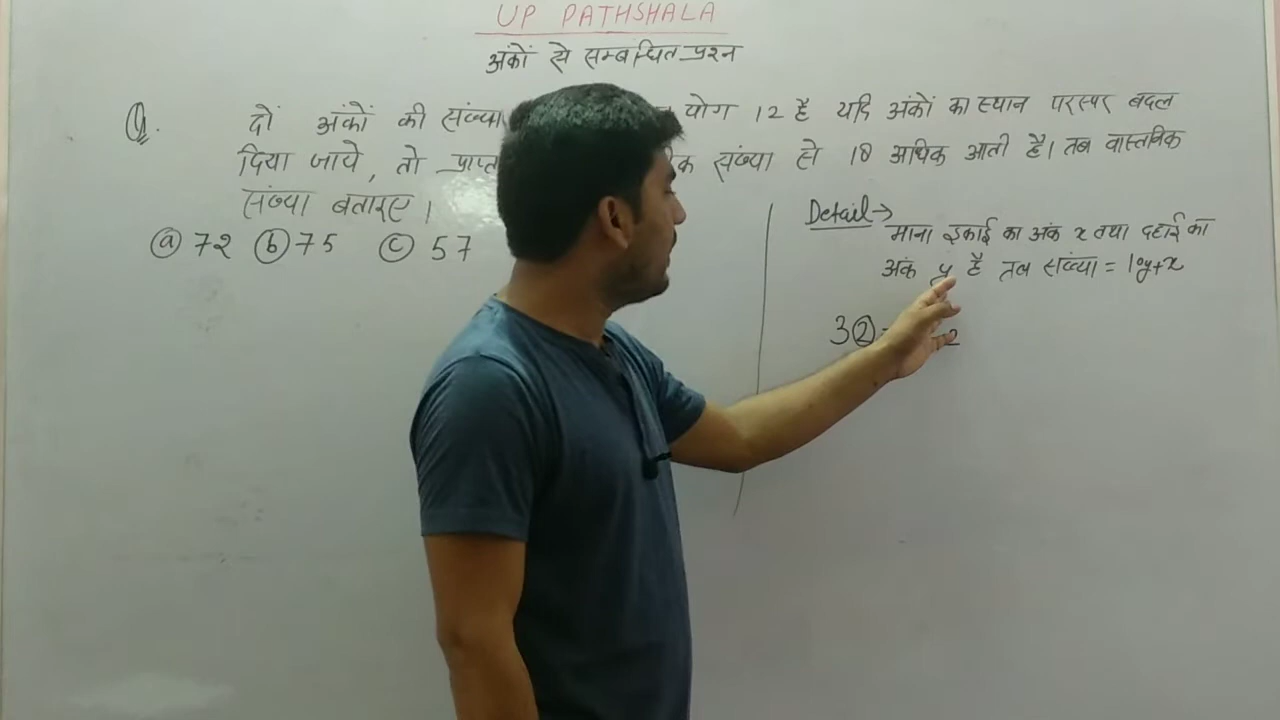 UP PATHSHALA
अंकों से सम्बन्धित प्रश्न
Q. दो अंकों की संख्या योग 12 है यदि अंकों का स्थान परस्पर बदल
दिया जाये, तो प्राप्त संख्या से 18 अधिक आती है। तब वास्तविक
संख्या बताइए।
(a) 72 (b) 75 (c) 57
Detail →
माना इकाई का अंक x तथा दहाई का
अंक y है तब संख्या = 10y+x
3②